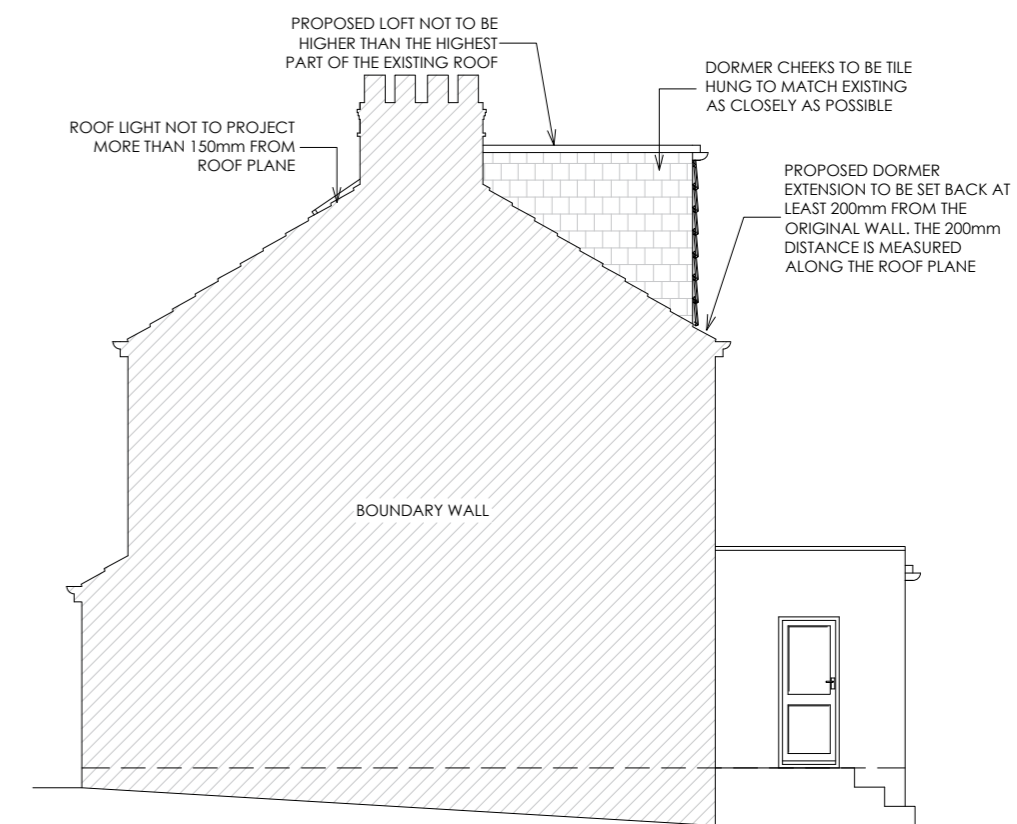 PROPOSED LOFT NOT TO BE
HIGHER THAN THE HIGHEST
PART OF THE EXISTING ROOF
DORMER CHEEKS TO BE TILE
HUNG TO MATCH EXISTING
AS CLOSELY AS POSSIBLE
ROOF LIGHT NOT TO PROJECT
MORE THAN 150mm FROM
ROOF PLANE
PROPOSED DORMER
EXTENSION TO BE SET BACK AT
LEAST 200mm FROM THE
ORIGINAL WALL. THE 200mm
DISTANCE IS MEASURED
ALONG THE ROOF PLANE
BOUNDARY WALL